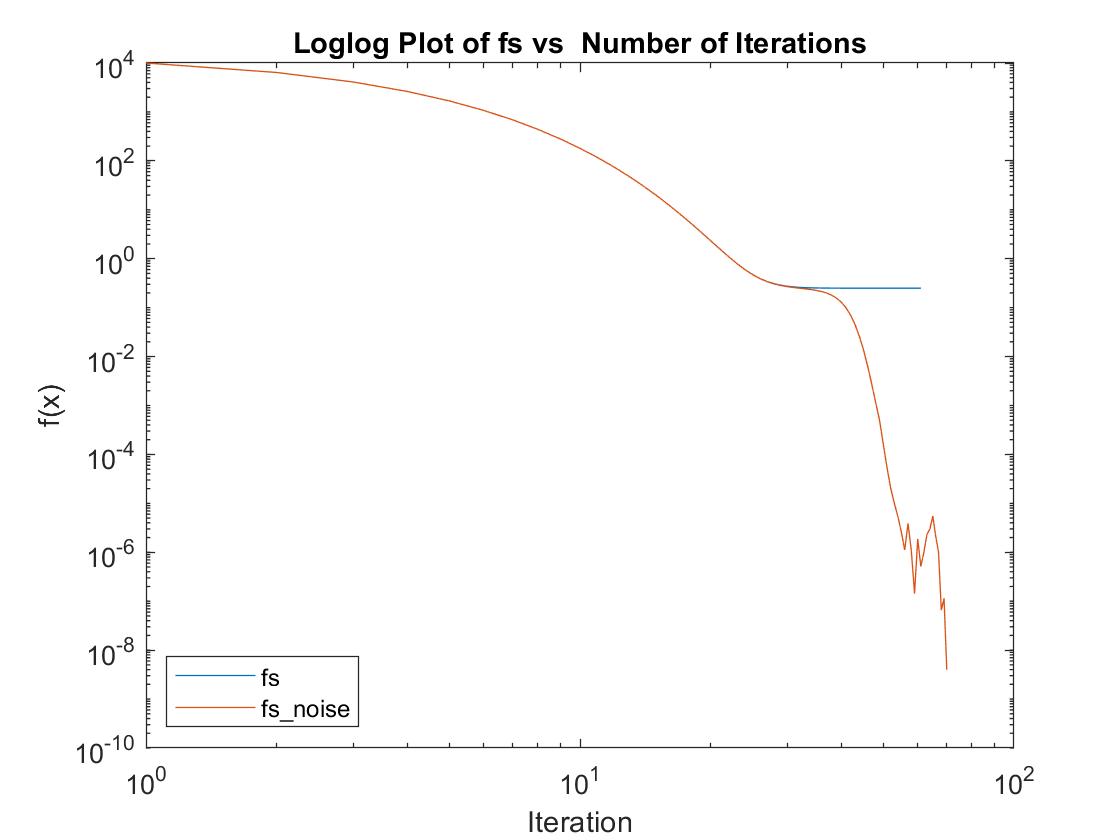 Loglog Plot of fs vs  Number of Iterations
10^4
10^2
10^0
10^-2
10^-4
10^-6
10^-8
10^-10
f(x)
fs
fs_noise
10^0 10^1 10^2
Iteration